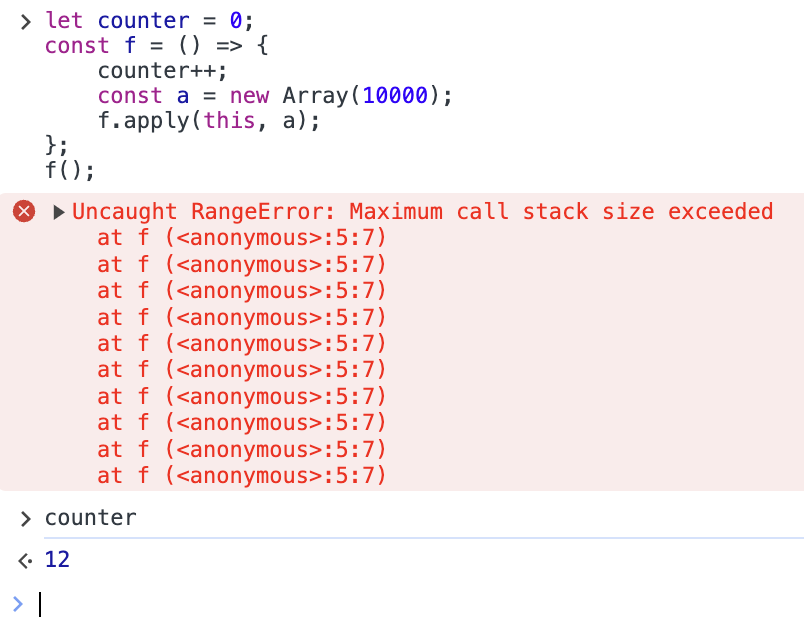 let counter = 0;
const f = () => {
    counter++;
    const a = new Array(10000);
    f.apply(this, a);
};
f();
Uncaught RangeError: Maximum call stack size exceeded
    at f (<anonymous>:5:7)
    at f (<anonymous>:5:7)
    at f (<anonymous>:5:7)
    at f (<anonymous>:5:7)
    at f (<anonymous>:5:7)
    at f (<anonymous>:5:7)
    at f (<anonymous>:5:7)
    at f (<anonymous>:5:7)
    at f (<anonymous>:5:7)
    at f (<anonymous>:5:7)
counter
12